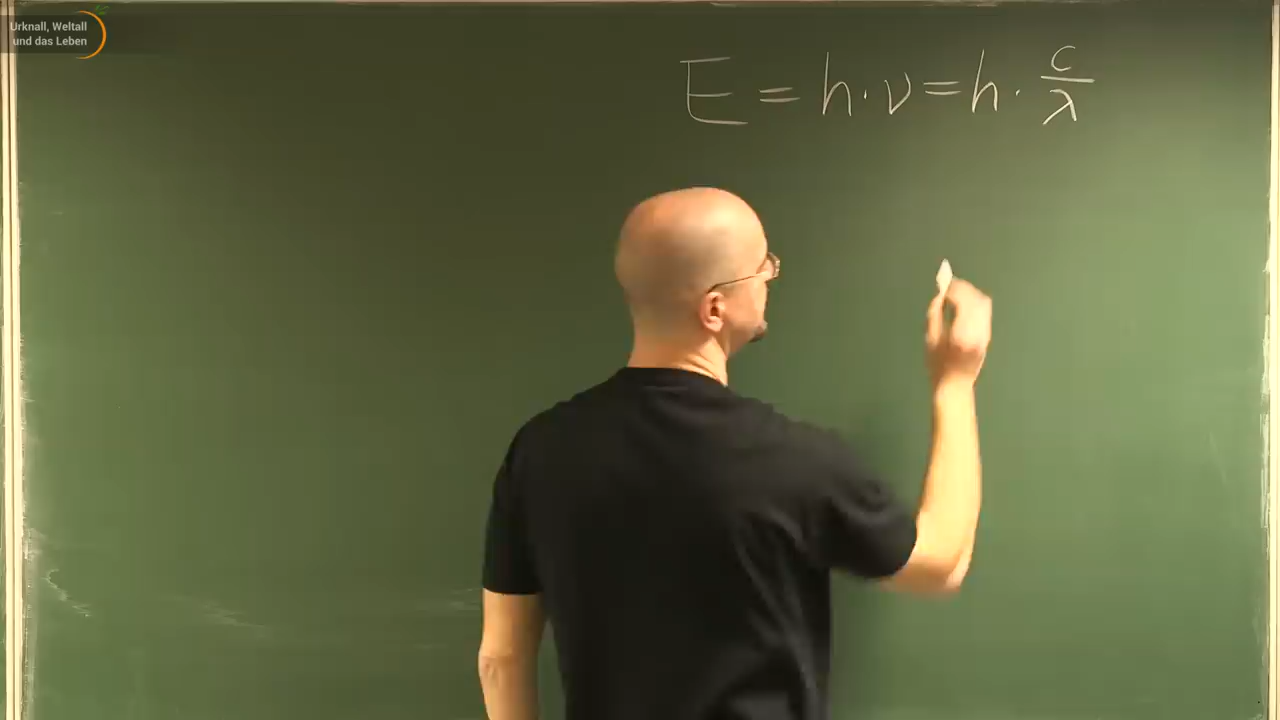 Urknall, Weltall
und das Leben
E = h · ν = h · c/λ